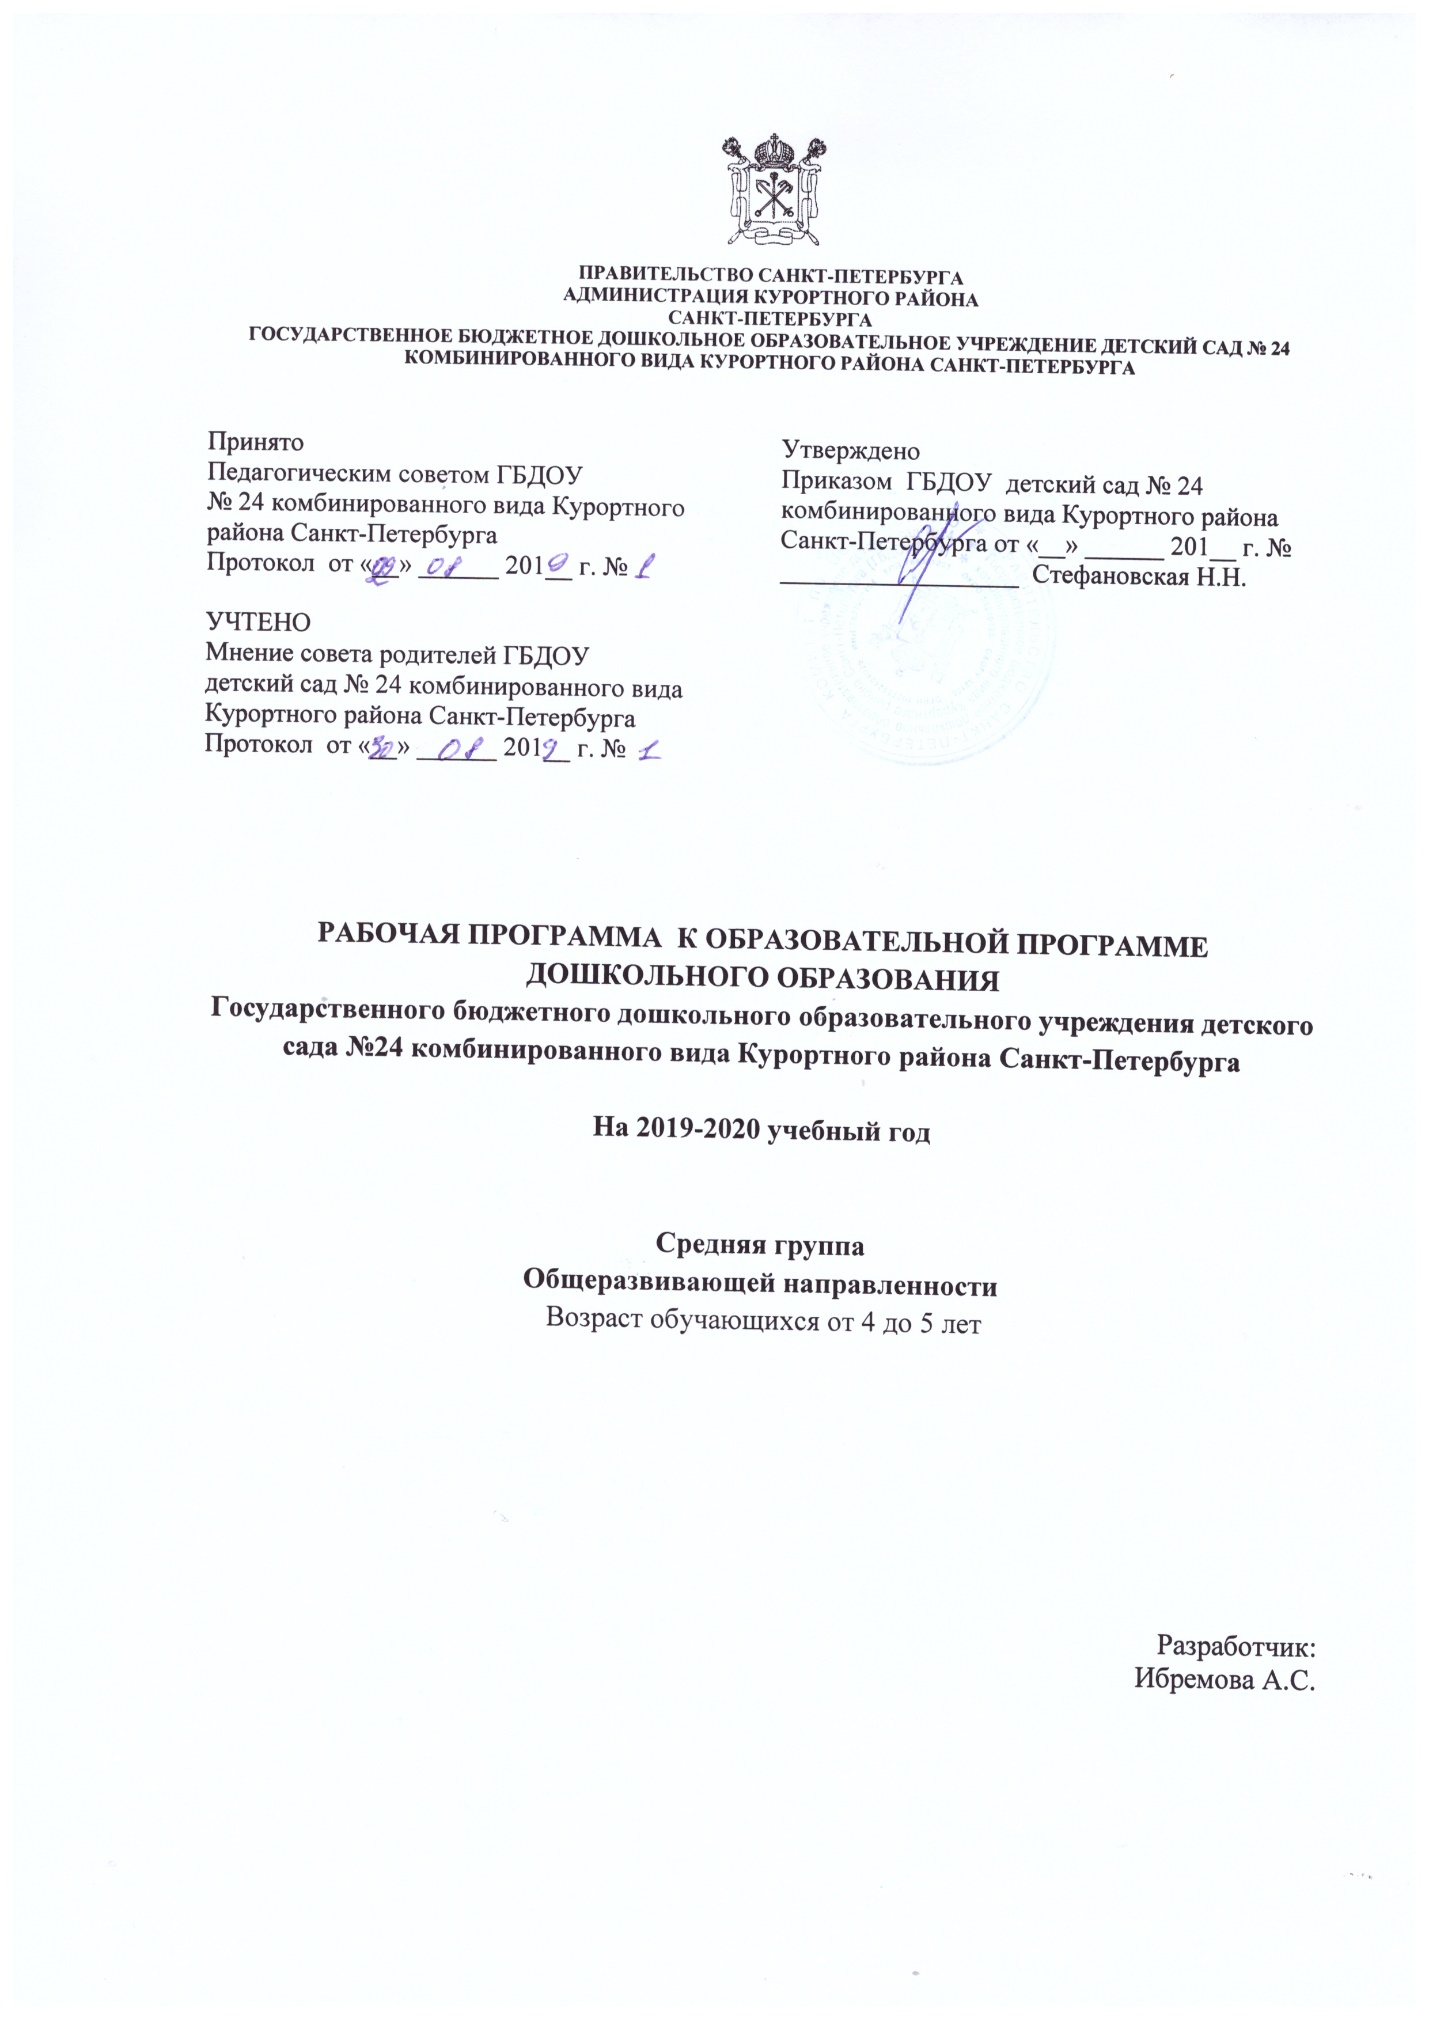 ПРАВИТЕЛЬСТВО САНКТ-ПЕТЕРБУРГА
АДМИНИСТРАЦИЯ КУРОРТНОГО РАЙОНА
САНКТ-ПЕТЕРБУРГА
ГОСУДАРСТВЕННОЕ БЮДЖЕТНОЕ ДОШКОЛЬНОЕ ОБРАЗОВАТЕЛЬНОЕ УЧРЕЖДЕНИЕ ДЕТСКИЙ САД № 24
КОМБИНИРОВАННОГО ВИДА КУРОРТНОГО РАЙОНА САНКТ-ПЕТЕРБУРГА
Принято
Педагогическим советом ГБДОУ
№ 24 комбинированного вида Курортного
района Санкт-Петербурга
Протокол от «__» 08 201_ г. № 1
УЧТЕНО
Мнение совета родителей ГБДОУ
детский сад № 24 комбинированного вида
Курортного района Санкт-Петербурга
Протокол от «30» 08 2019 г. № 1
Утверждено
Приказом ГБДОУ детский сад № 24
комбинированного вида Курортного района
Санкт-Петербурга от «__» ______ 201__ г. №
__________________ Стефановская Н.Н.
РАБОЧАЯ ПРОГРАММА К ОБРАЗОВАТЕЛЬНОЙ ПРОГРАММЕ
ДОШКОЛЬНОГО ОБРАЗОВАНИЯ
Государственного бюджетного дошкольного образовательного учреждения детского
сада №24 комбинированного вида Курортного района Санкт-Петербурга
На 2019-2020 учебный год
Средняя группа
Общеразвивающей направленности
Возраст обучающихся от 4 до 5 лет
Разработчик:
Ибремова А.С.